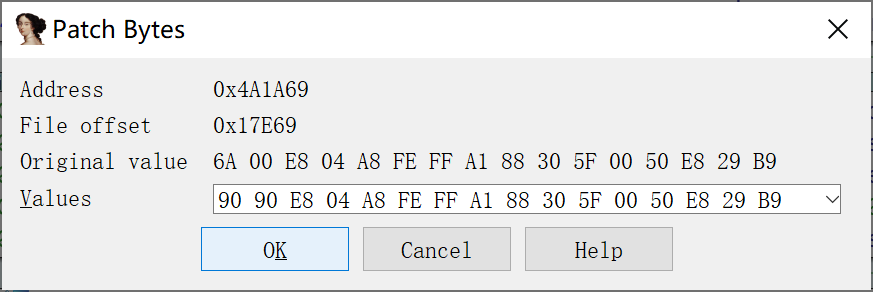 Patch Bytes
Address 0x4A1A69
File offset 0x17E69
Original value 6A 00 E8 04 A8 FE FF A1 88 30 5F 00 50 E8 29 B9
Values 90 90 E8 04 A8 FE FF A1 88 30 5F 00 50 E8 29 B9
OK Cancel Help